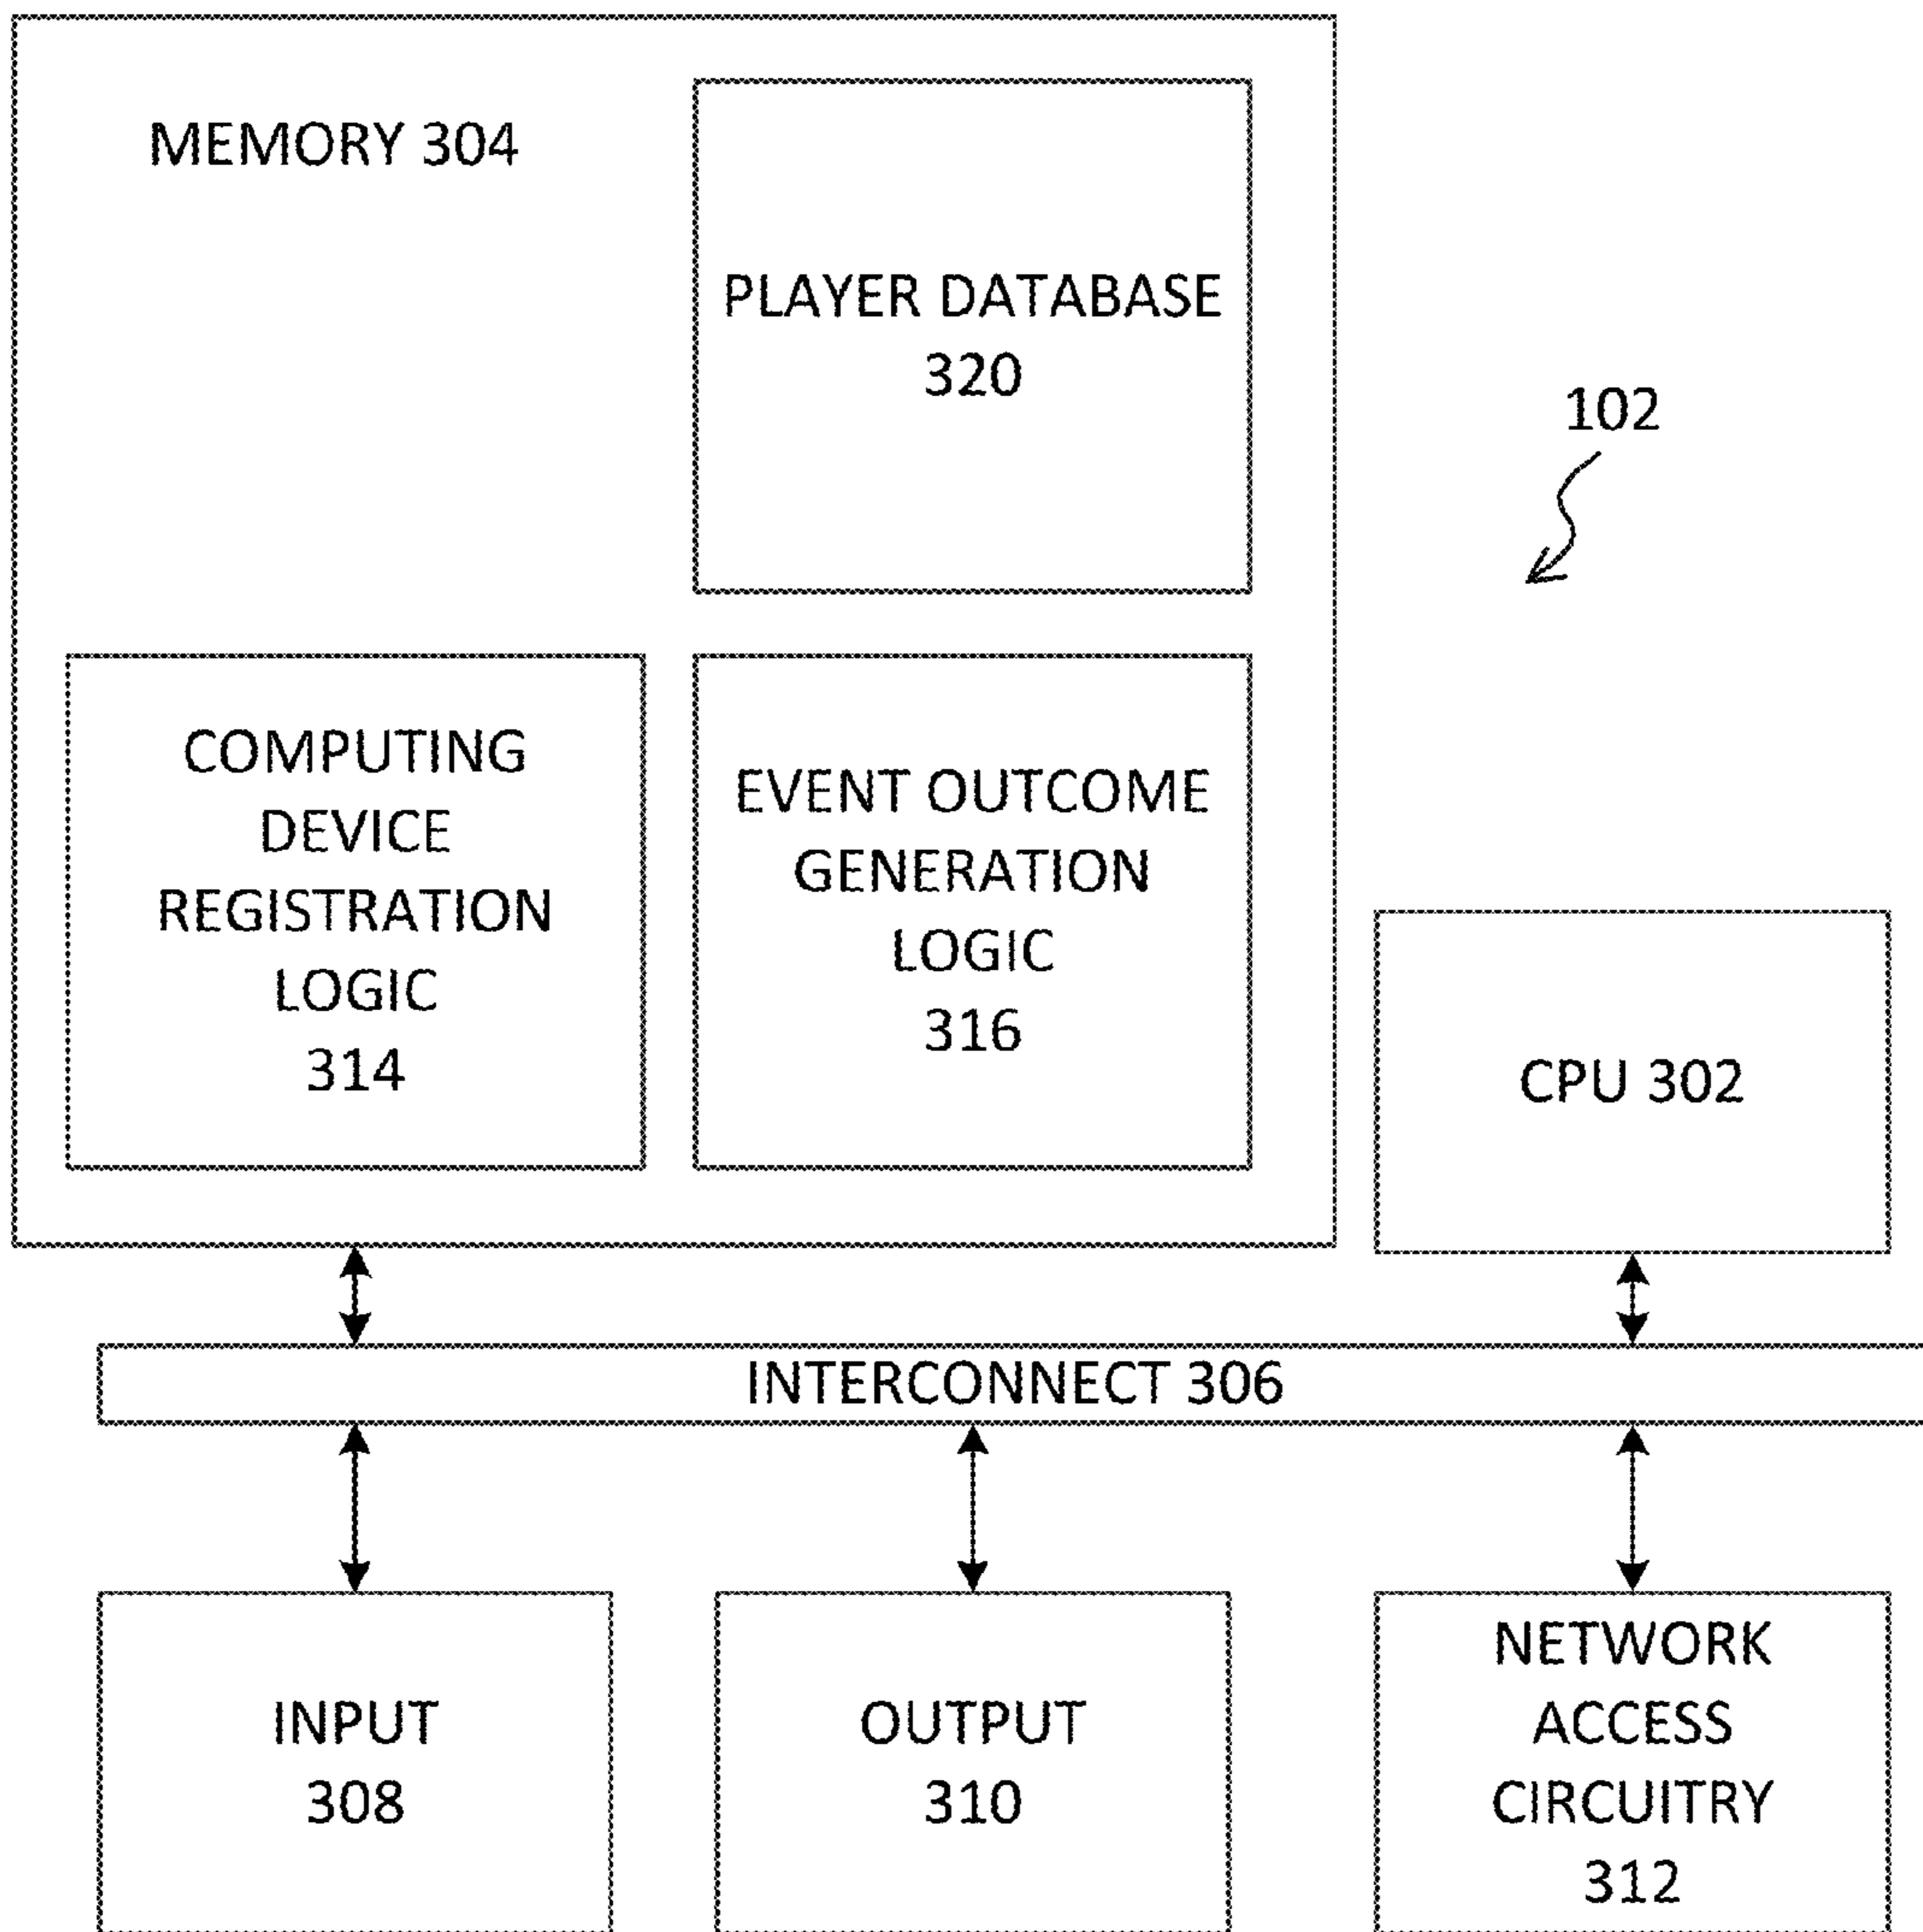 MEMORY 304
PLAYER DATABASE
320
102
COMPUTING
DEVICE
REGISTRATION
LOGIC
314
EVENT OUTCOME
GENERATION
LOGIC
316
CPU 302
INTERCONNECT 306
INPUT
308
OUTPUT
310
NETWORK
ACCESS
CIRCUITRY
312